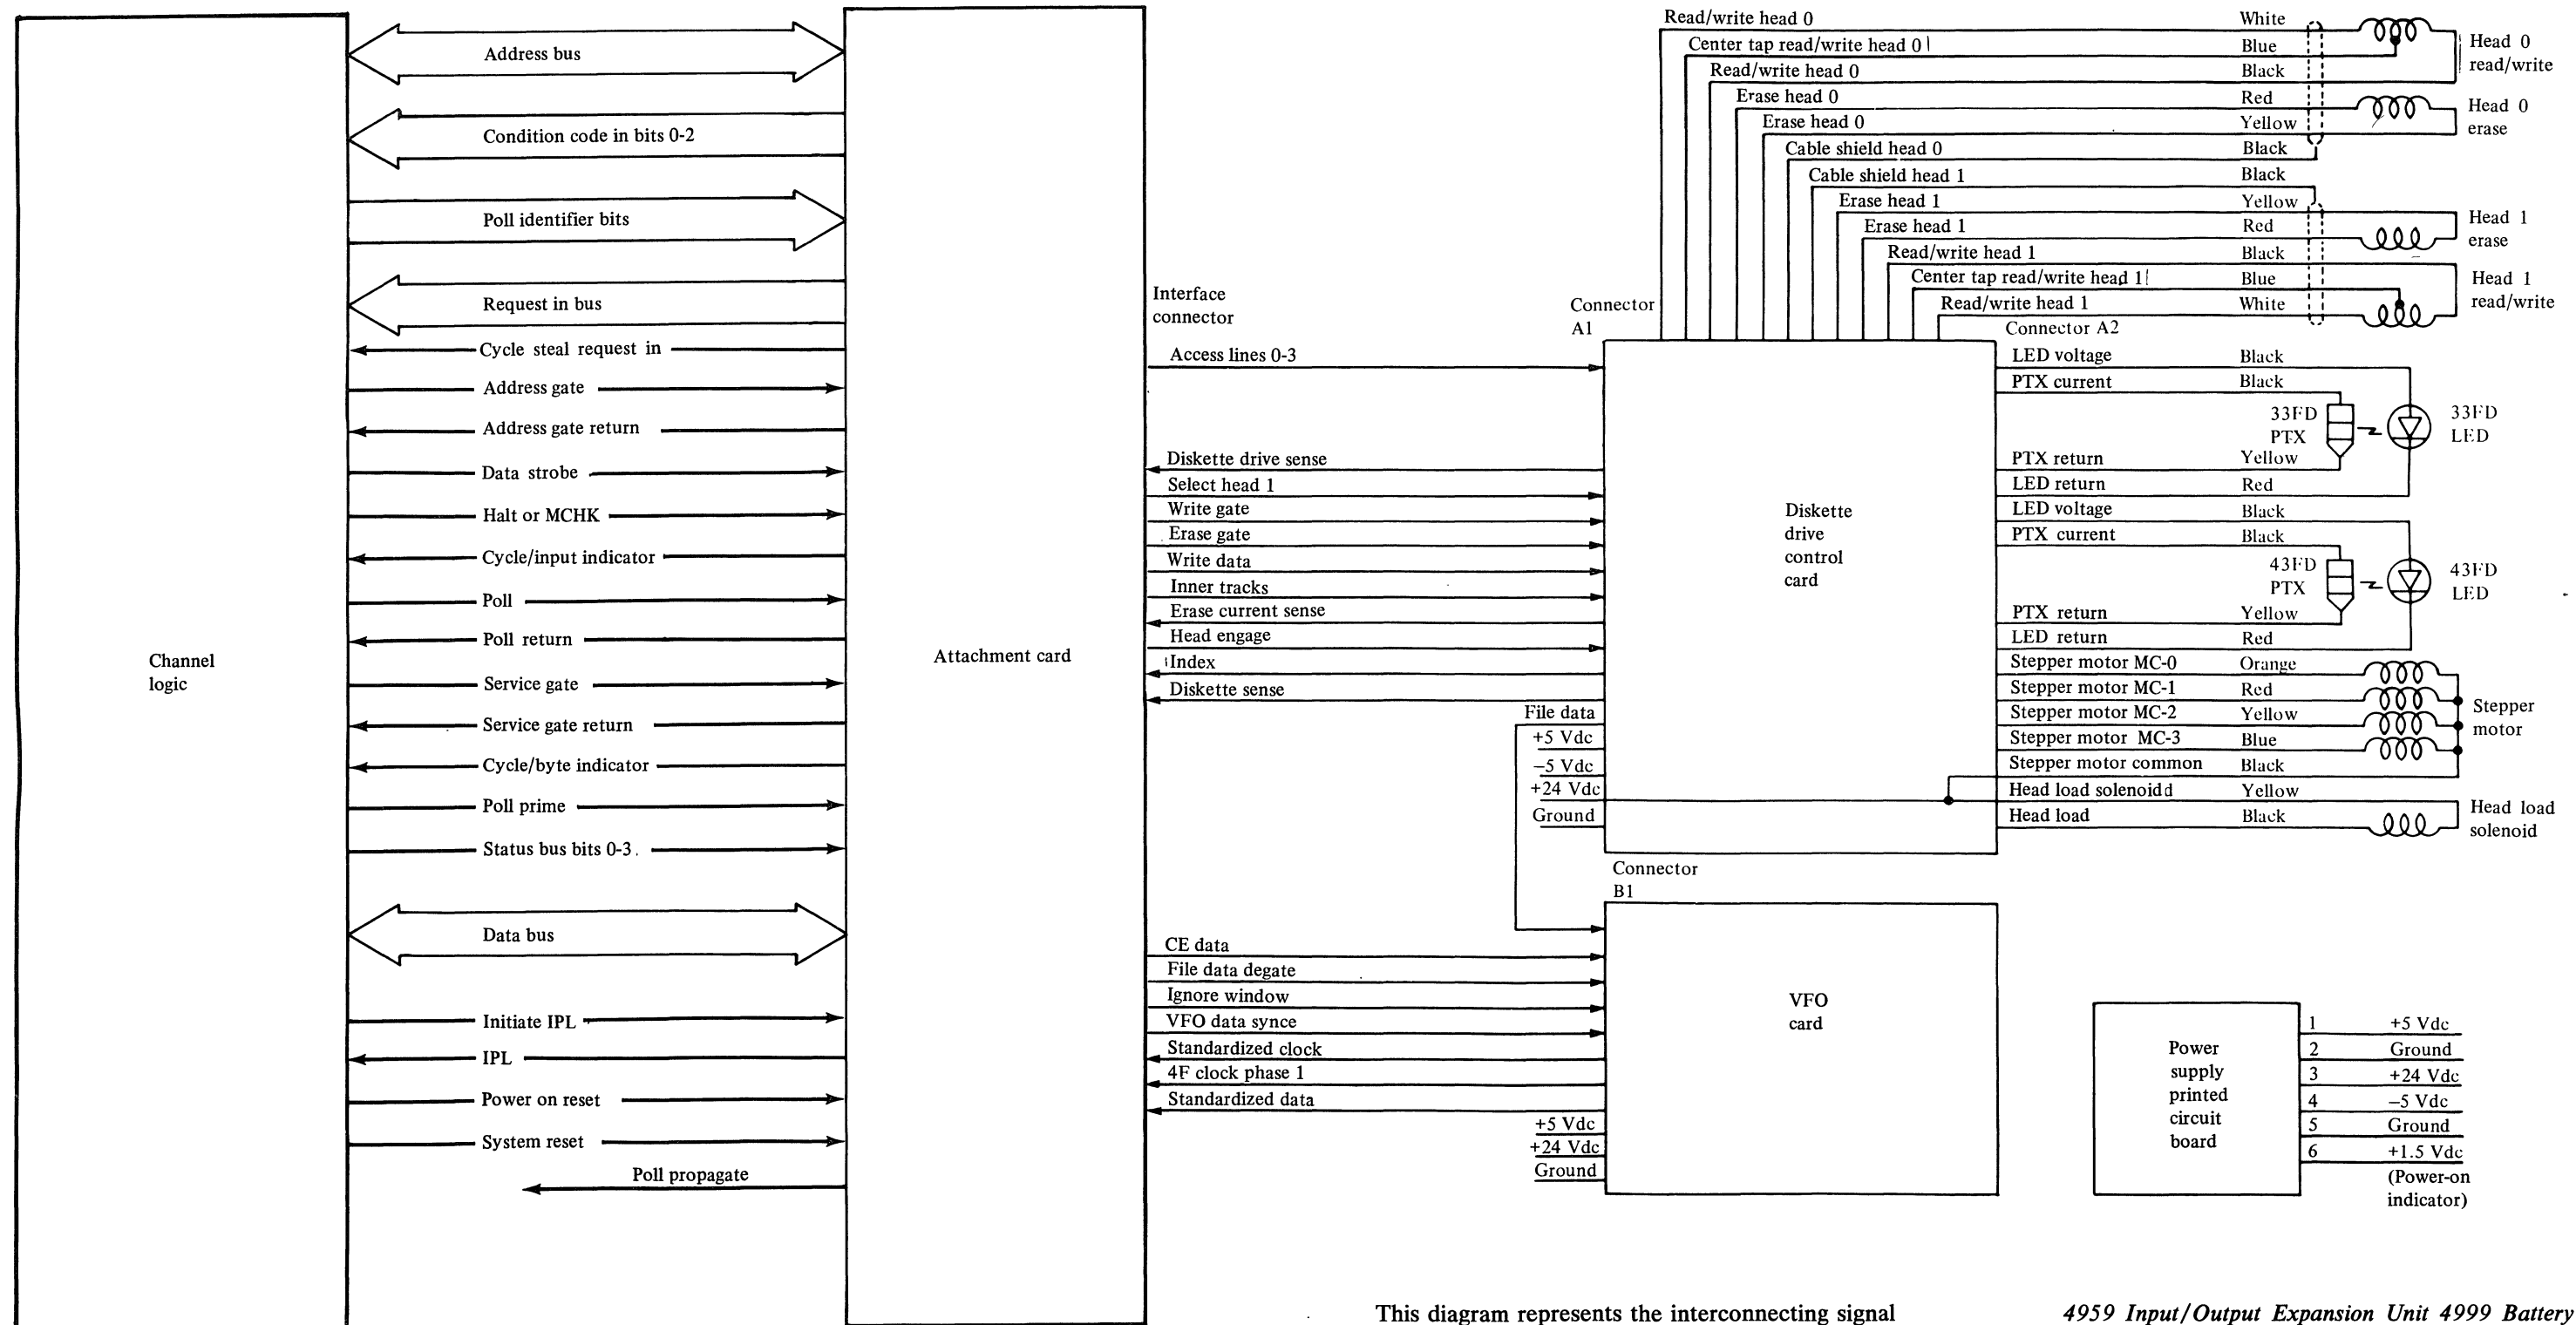 Channel
logic
Address bus
Condition code in bits 0-2
Poll identifier bits
Request in bus
Cycle steal request in
Address gate
Address gate return
Data strobe
Halt or MCHK
Cycle/input indicator
Poll
Poll return
Service gate
Service gate return
Cycle/byte indicator
Poll prime
Status bus bits 0-3
Data bus
Initiate IPL
IPL
Power on reset
System reset
Poll propagate
Attachment card
Interface
connector
Access lines 0-3
Diskette drive sense
Select head 1
Write gate
Erase gate
Write data
Inner tracks
Erase current sense
Head engage
Index
Diskette sense
File data
+5 Vdc
−5 Vdc
+24 Vdc
Ground
CE data
File data degate
Ignore window
VFO data synce
Standardized clock
4F clock phase 1
Standardized data
+5 Vdc
+24 Vdc
Ground
Connector
A1
Diskette
drive
control
card
Connector
B1
VFO
card
Read/write head 0 White
Center tap read/write head 0 Blue
Read/write head 0 Black
Erase head 0 Red
Erase head 0 Yellow
Cable shield head 0 Black
Cable shield head 1 Black
Erase head 1 Yellow
Erase head 1 Red
Read/write head 1 Black
Center tap read/write head 1 Blue
Read/write head 1 White
Head 0
read/write
Head 0
erase
Head 1
erase
Head 1
read/write
Connector A2
LED voltage Black
PTX current Black
33FD
PTX
33FD
LED
PTX return Yellow
LED return Red
LED voltage Black
PTX current Black
43FD
PTX
43FD
LED
PTX return Yellow
LED return Red
Stepper motor MC-0 Orange
Stepper motor MC-1 Red
Stepper motor MC-2 Yellow
Stepper motor MC-3 Blue
Stepper motor common Black
Stepper
motor
Head load solenoidd Yellow
Head load Black
Head load
solenoid
Power
supply
printed
circuit
board
1 +5 Vdc
2 Ground
3 +24 Vdc
4 −5 Vdc
5 Ground
6 +1.5 Vdc
(Power-on
indicator)
This diagram represents the interconnecting signal
4959 Input/Output Expansion Unit 4999 Battery